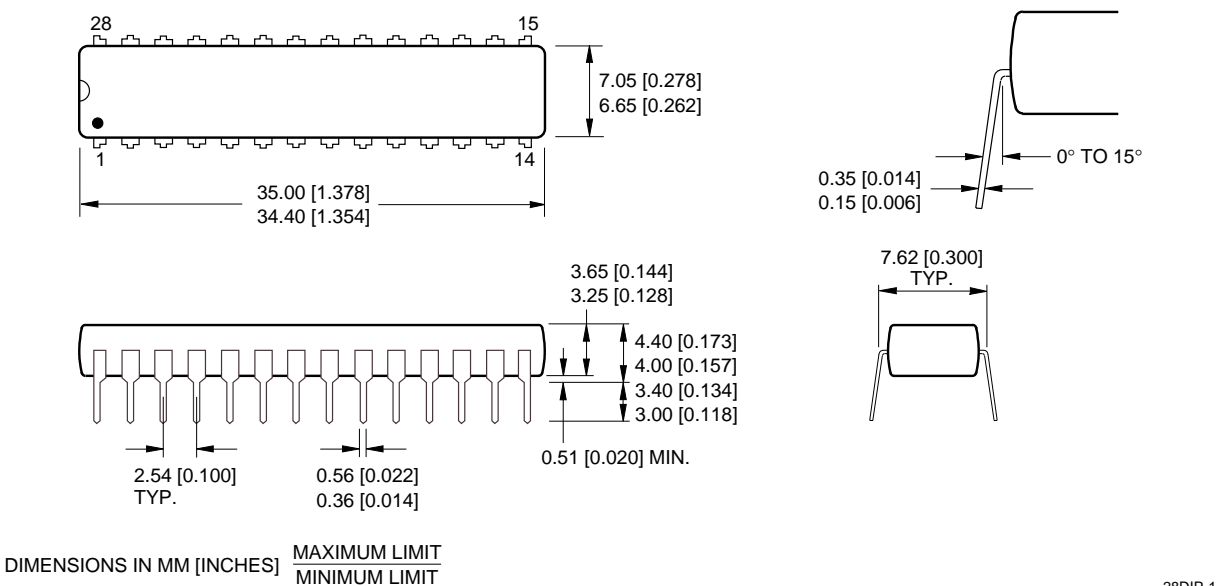 28
15
7.05 [0.278]
6.65 [0.262]
1
14
35.00 [1.378]
34.40 [1.354]
0° TO 15°
0.35 [0.014]
0.15 [0.006]
7.62 [0.300]
TYP.
3.65 [0.144]
3.25 [0.128]
4.40 [0.173]
4.00 [0.157]
3.40 [0.134]
3.00 [0.118]
0.51 [0.020] MIN.
2.54 [0.100]
TYP.
0.56 [0.022]
0.36 [0.014]
DIMENSIONS IN MM [INCHES]
MAXIMUM LIMIT
MINIMUM LIMIT